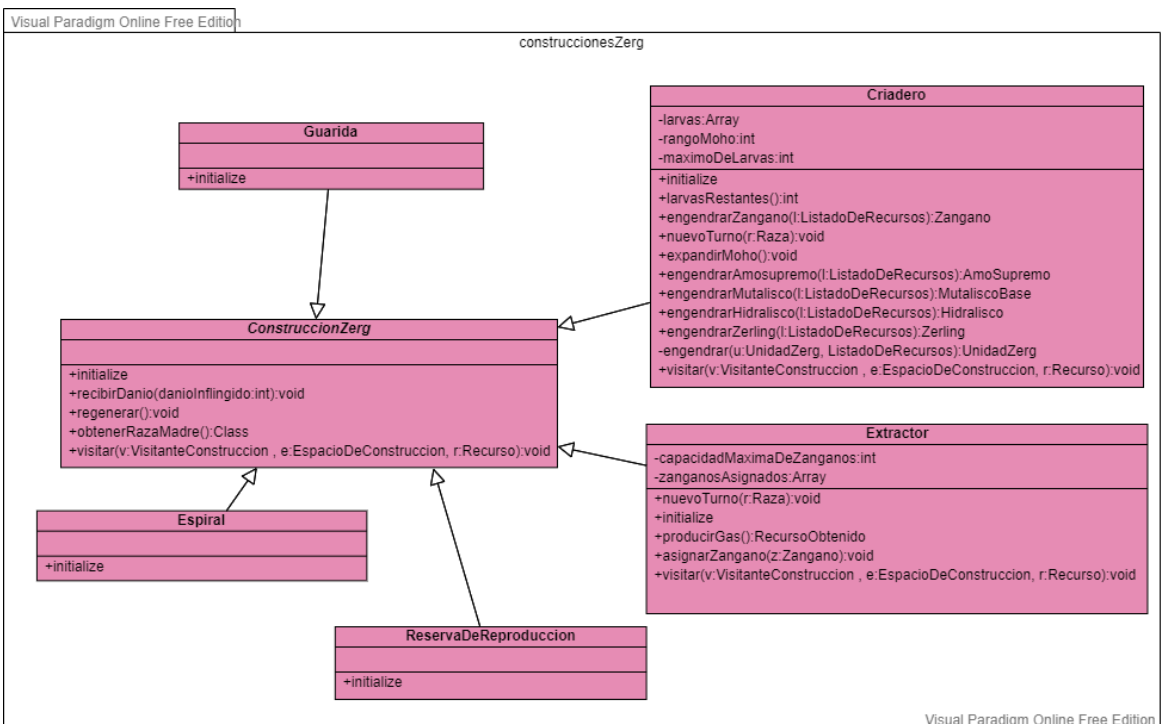 Visual Paradigm Online Free Edition
construccionesZerg
Guarida
+initialize
Criadero
-larvas:Array
-rangoMoho:int
-maximoDeLarvas:int
+initialize
+larvasRestantes():int
+engendrarZangano(l:ListadoDeRecursos):Zangano
+nuevoTurno(r:Raza):void
+expandirMoho():void
+engendrarAmosupremo(l:ListadoDeRecursos):AmoSupremo
+engendrarMutalisco(l:ListadoDeRecursos):MutaliscoBase
+engendrarHidralisco(l:ListadoDeRecursos):Hidralisco
+engendrarZerling(l:ListadoDeRecursos):Zerling
-engendrar(u:UnidadZerg, ListadoDeRecursos):UnidadZerg
+visitar(v:VisitanteConstruccion , e:EspacioDeConstruccion, r:Recurso):void
ConstruccionZerg
+initialize
+recibirDanio(danioInflingido:int):void
+regenerar():void
+obtenerRazaMadre():Class
+visitar(v:VisitanteConstruccion , e:EspacioDeConstruccion, r:Recurso):void
Extractor
-capacidadMaximaDeZanganos:int
-zanganosAsignados:Array
+nuevoTurno(r:Raza):void
+initialize
+producirGas():RecursoObtenido
+asignarZangano(z:Zangano):void
+visitar(v:VisitanteConstruccion , e:EspacioDeConstruccion, r:Recurso):void
Espiral
+initialize
ReservaDeReproduccion
+initialize
Visual Paradigm Online Free Edition